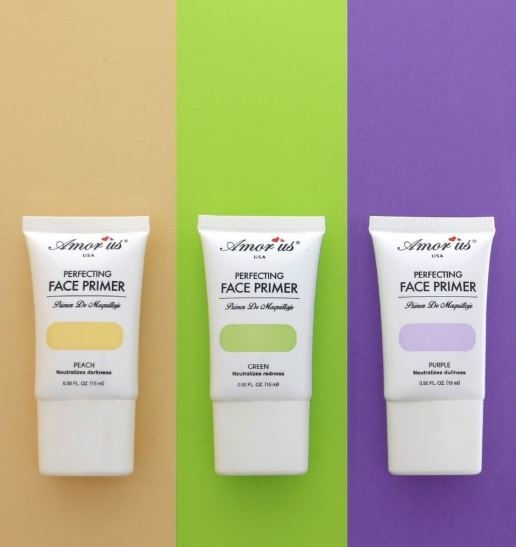 Amor us®
USA
PERFECTING
FACE PRIMER
Primer De Maquillaje
PEACH
Neutralizes darkness
0.50 FL. OZ. (15 ml)
Amor us®
USA
PERFECTING
FACE PRIMER
Primer De Maquillaje
GREEN
Neutralizes redness
0.50 FL. OZ. (15 ml)
Amor us®
USA
PERFECTING
FACE PRIMER
Primer De Maquillaje
PURPLE
Neutralizes dullness
0.50 FL. OZ. (15 ml)